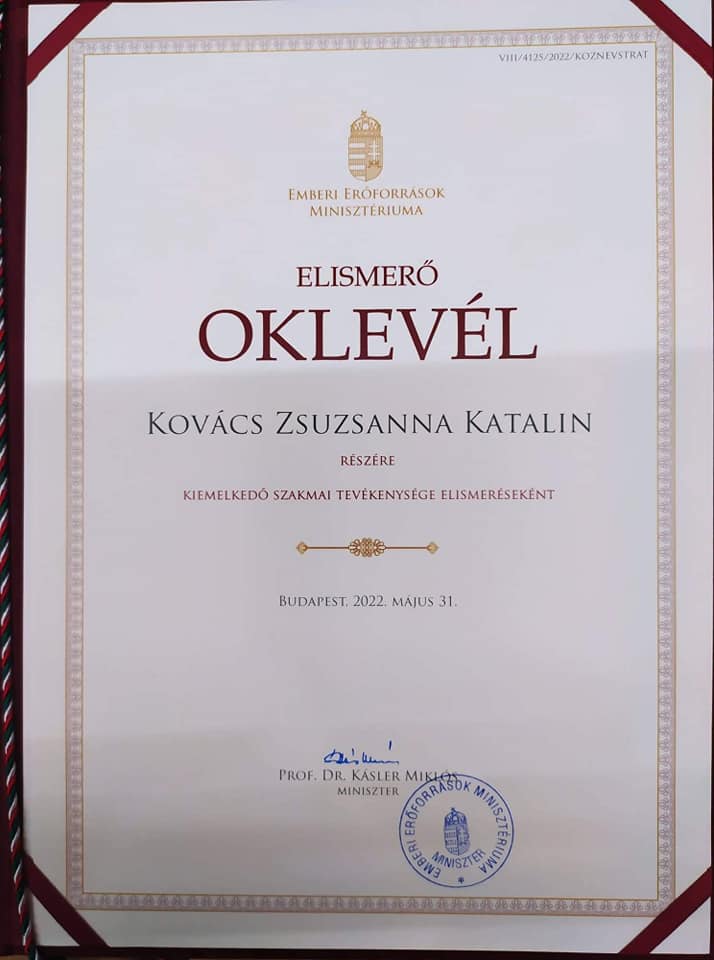 VIII/4125/2022/KOZNEVSTRAT
EMBERI ERŐFORRÁSOK
MINISZTÉRIUMA
ELISMERŐ
OKLEVÉL
KOVÁCS ZSUZSANNA KATALIN
RÉSZÉRE
KIEMELKEDŐ SZAKMAI TEVÉKENYSÉGE ELISMERÉSEKÉNT
BUDAPEST, 2022. MÁJUS 31.
PROF. DR. KÁSLER MIKLÓS
MINISZTER
EMBERI ERŐFORRÁSOK MINISZTÉRIUMA
MINISZTER
*